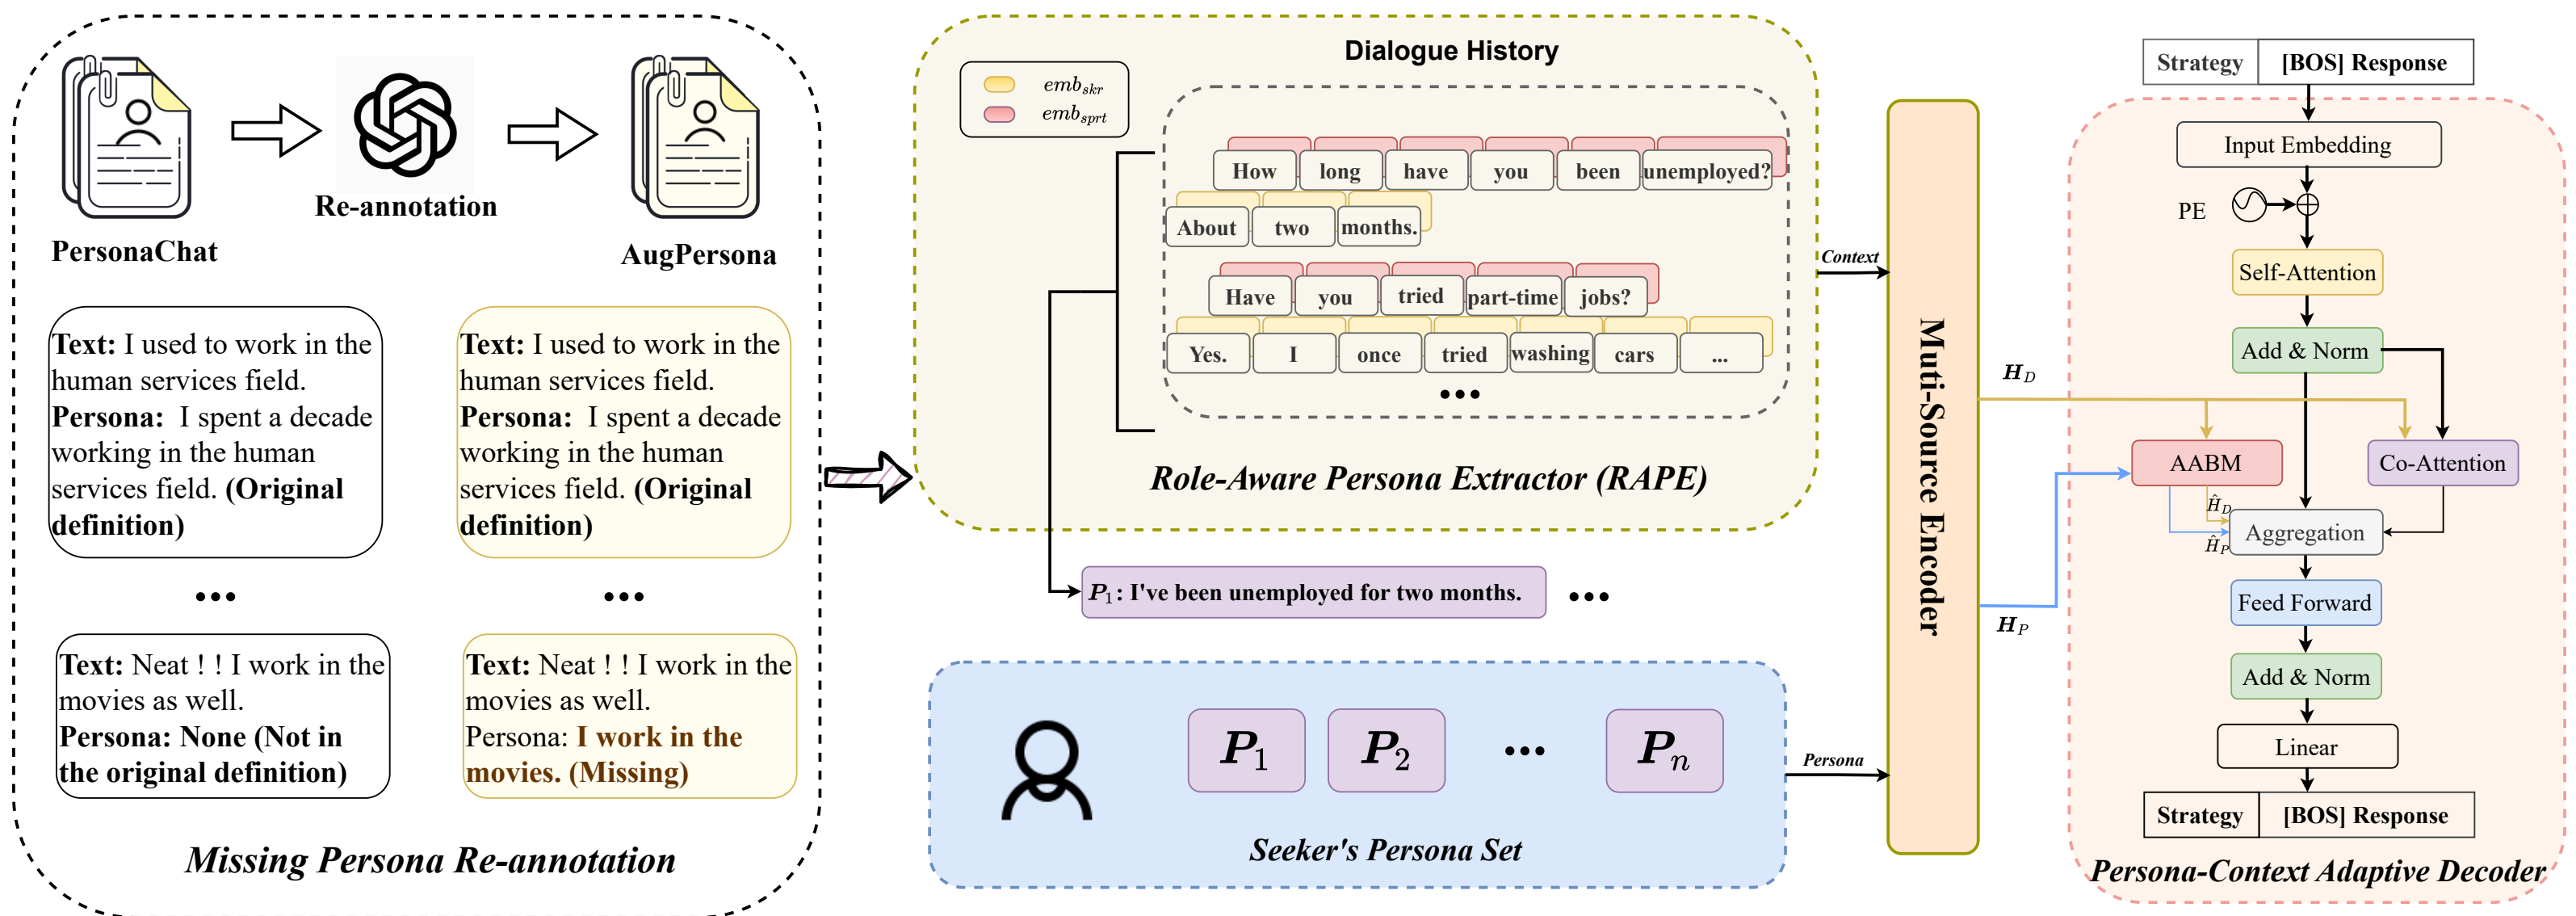 PersonaChat
Re-annotation
AugPersona
Text: I used to work in the
human services field.
Persona: I spent a decade
working in the human
services field. (Original
definition)
...
Text: Neat ! ! I work in the
movies as well.
Persona: None (Not in
the original definition)
Text: I used to work in the
human services field.
Persona: I spent a decade
working in the human
services field. (Original
definition)
...
Text: Neat ! ! I work in the
movies as well.
Persona: I work in the
movies. (Missing)
Missing Persona Re-annotation
Dialogue History
emb_skr
emb_sprt
How long have you been unemployed?
About two months.
Have you tried part-time jobs?
Yes. I once tried washing cars ...
...
Role-Aware Persona Extractor (RAPE)
P_1: I've been unemployed for two months. ...
P_1 P_2 ... P_n
Seeker's Persona Set
Context
Persona
Muti-Source Encoder
H_D
H_P
Strategy [BOS] Response
Input Embedding
PE
Self-Attention
Add & Norm
AABM
Co-Attention
Ĥ_D
Ĥ_P
Aggregation
Feed Forward
Add & Norm
Linear
Strategy [BOS] Response
Persona-Context Adaptive Decoder